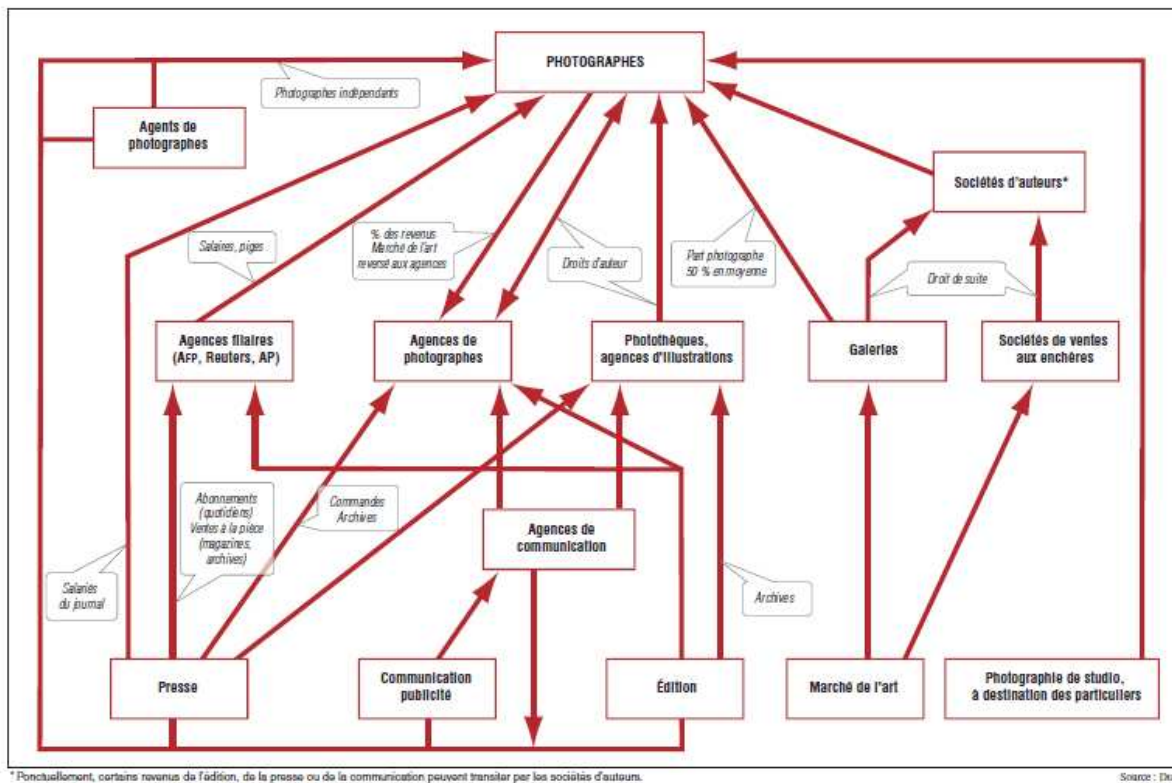 PHOTOGRAPHES
Photographes indépendants
Agents de
photographes
Sociétés d'auteurs*
Salaires, piges
% des revenus
Marché de l'art
reversé aux agences
Droits d'auteur
Part photographe
50 % en moyenne
Droit de suite
Agences filaires
(AFP, Reuters, AP)
Agences de
photographes
Photothèques,
agences d'illustrations
Galeries
Sociétés de ventes
aux enchères
Abonnements
(quotidiens)
Ventes à la pièce
(magazines,
archives)
Commandes
Archives
Agences de
communication
Salariés
du journal
Archives
Presse
Communication
publicité
Édition
Marché de l'art
Photographie de studio,
à destination des particuliers
* Ponctuellement, certains revenus de l'édition, de la presse ou de la communication peuvent transiter par les sociétés d'auteurs.
Source :